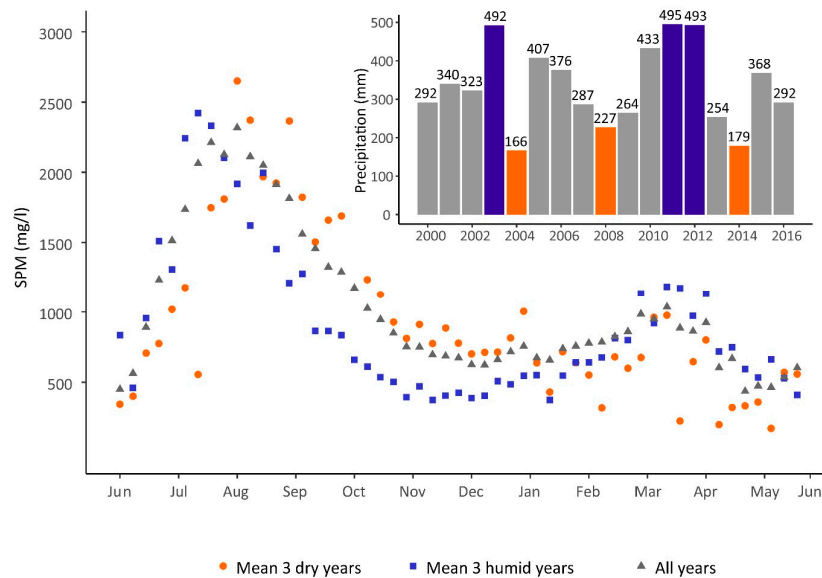 3000
2500
2000
1500
1000
500
SPM (mg/l)
Jun Jul Aug Sep Oct Nov Dec Jan Feb Mar Apr May Jun
500
400
300
200
100
0
Precipitation (mm)
292 340 323 492 166 407 376 287 227 264 433 495 493 254 179 368 292
2000 2002 2004 2006 2008 2010 2012 2014 2016
Mean 3 dry years Mean 3 humid years All years